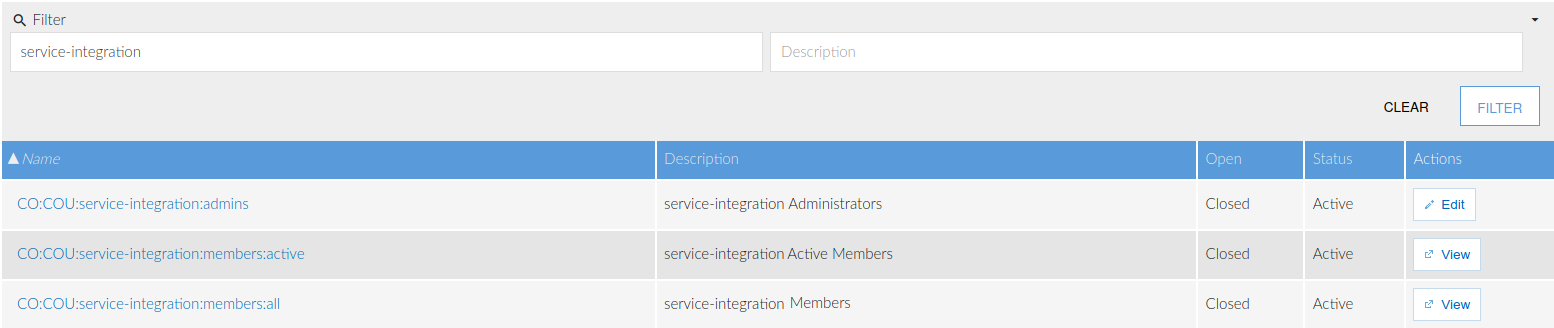 Filter
service-integration Description
CLEAR FILTER
Name Description Open Status Actions
CO:COU:service-integration:admins service-integration Administrators Closed Active Edit
CO:COU:service-integration:members:active service-integration Active Members Closed Active View
CO:COU:service-integration:members:all service-integration Members Closed Active View